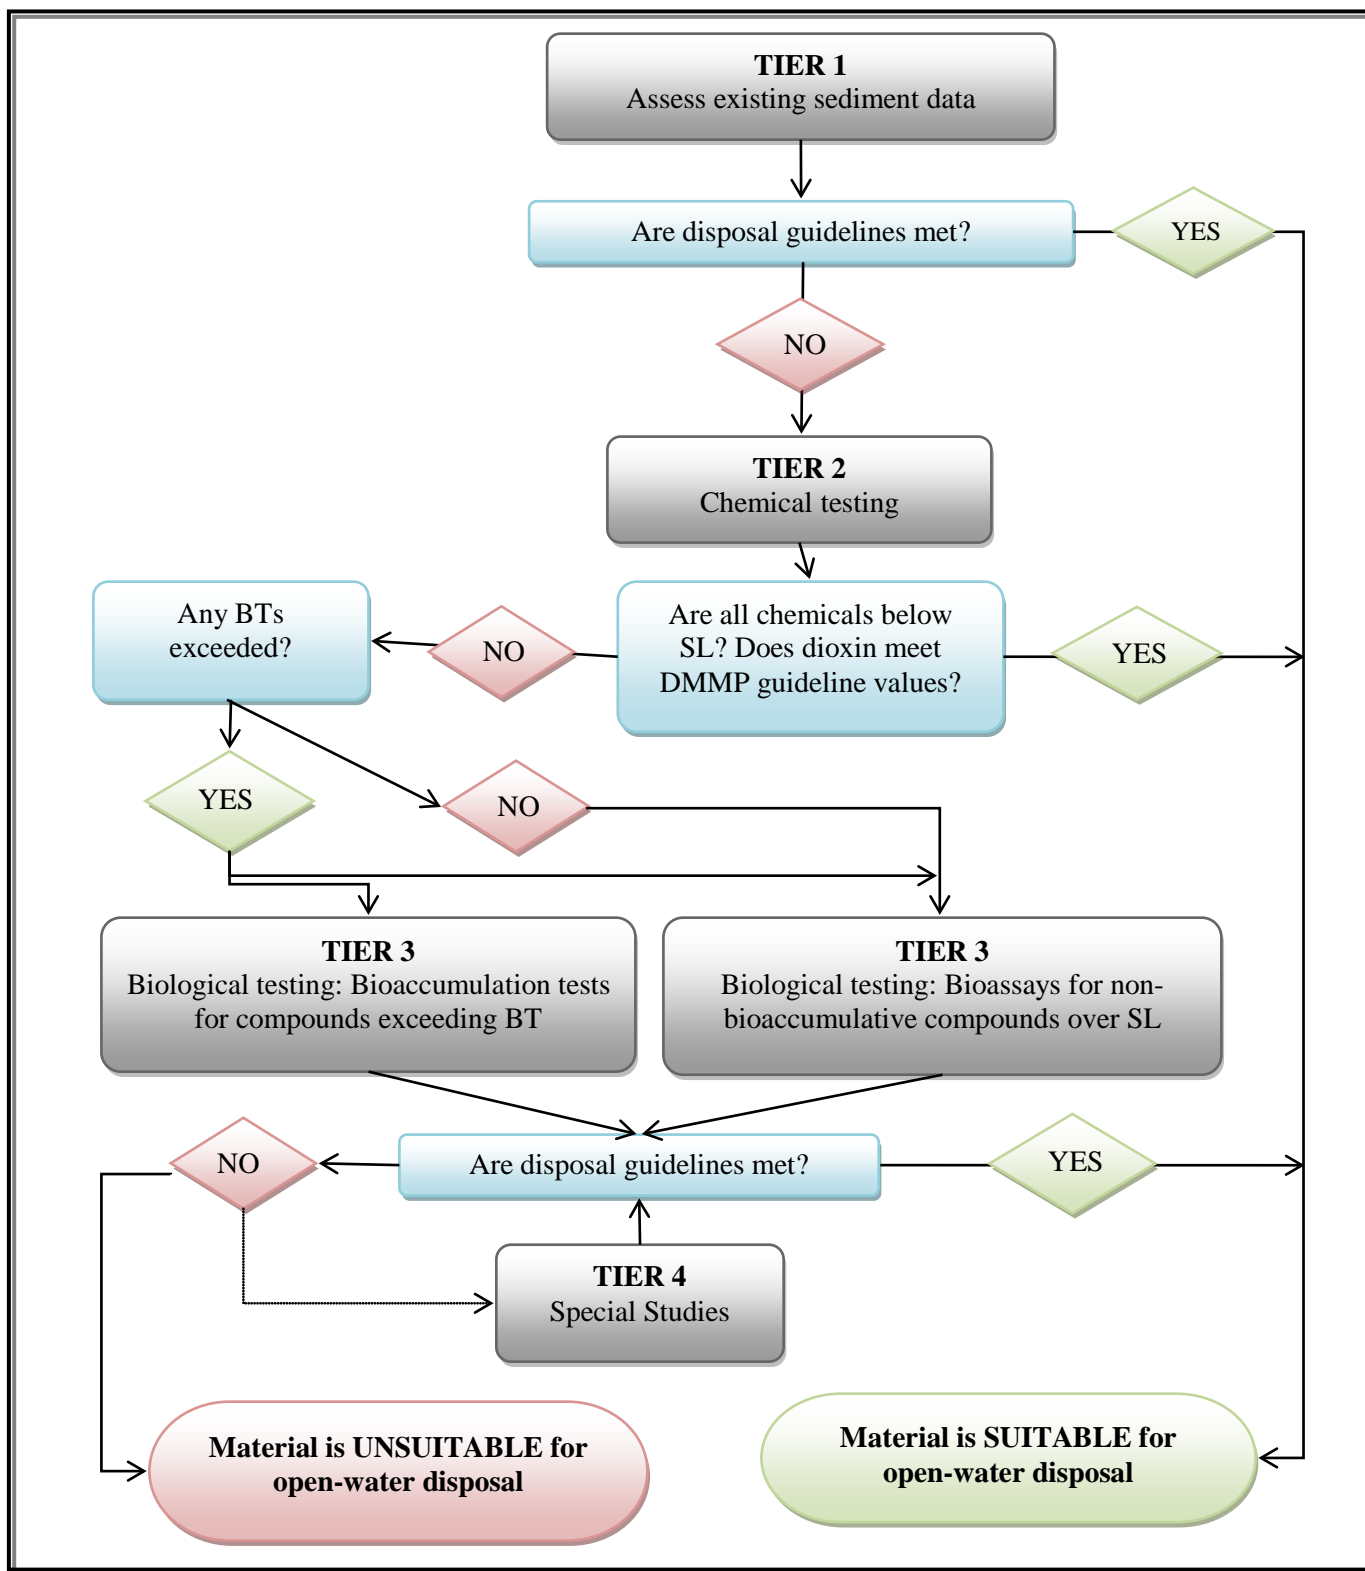 TIER 1
Assess existing sediment data
Are disposal guidelines met?
YES
NO
TIER 2
Chemical testing
Any BTs
exceeded?
NO
Are all chemicals below
SL? Does dioxin meet
DMMP guideline values?
YES
YES
NO
TIER 3
Biological testing: Bioaccumulation tests
for compounds exceeding BT
TIER 3
Biological testing: Bioassays for non-
bioaccumulative compounds over SL
NO
Are disposal guidelines met?
YES
TIER 4
Special Studies
Material is UNSUITABLE for
open-water disposal
Material is SUITABLE for
open-water disposal